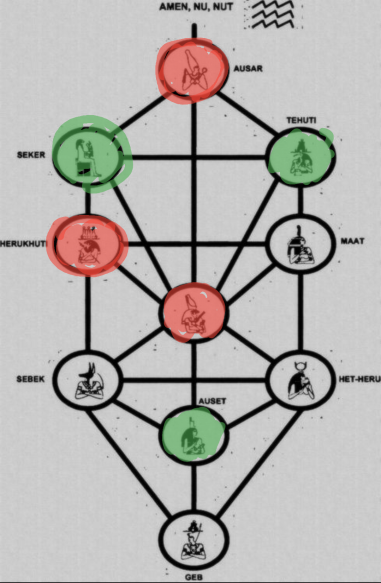 AMEN, NU, NUT
AUSAR
TEHUTI
SEKER
HERUKHUTI
MAAT
SEBEK
HET-HERU
AUSET
GEB